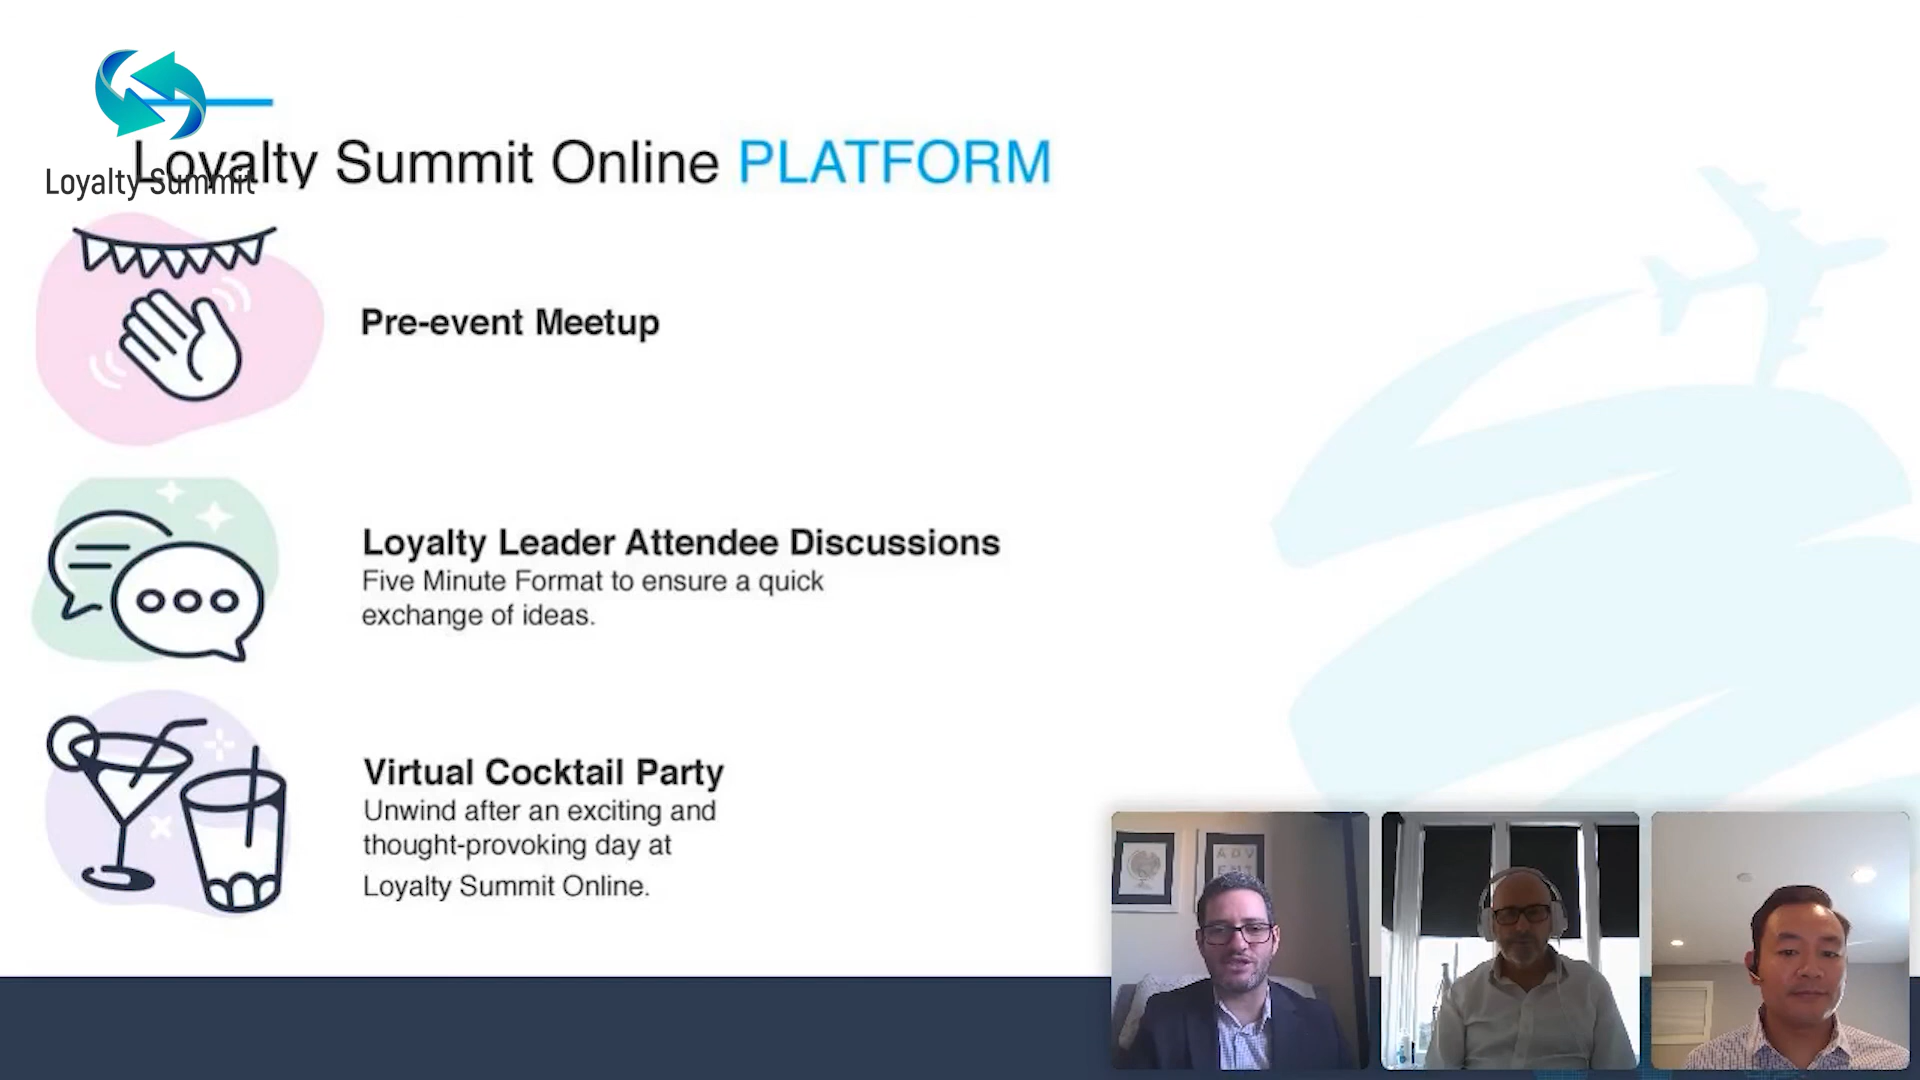 Loyalty Summit
Loyalty Summit Online PLATFORM
Pre-event Meetup
Loyalty Leader Attendee Discussions
Five Minute Format to ensure a quick
exchange of ideas.
Virtual Cocktail Party
Unwind after an exciting and
thought-provoking day at
Loyalty Summit Online.
ADV